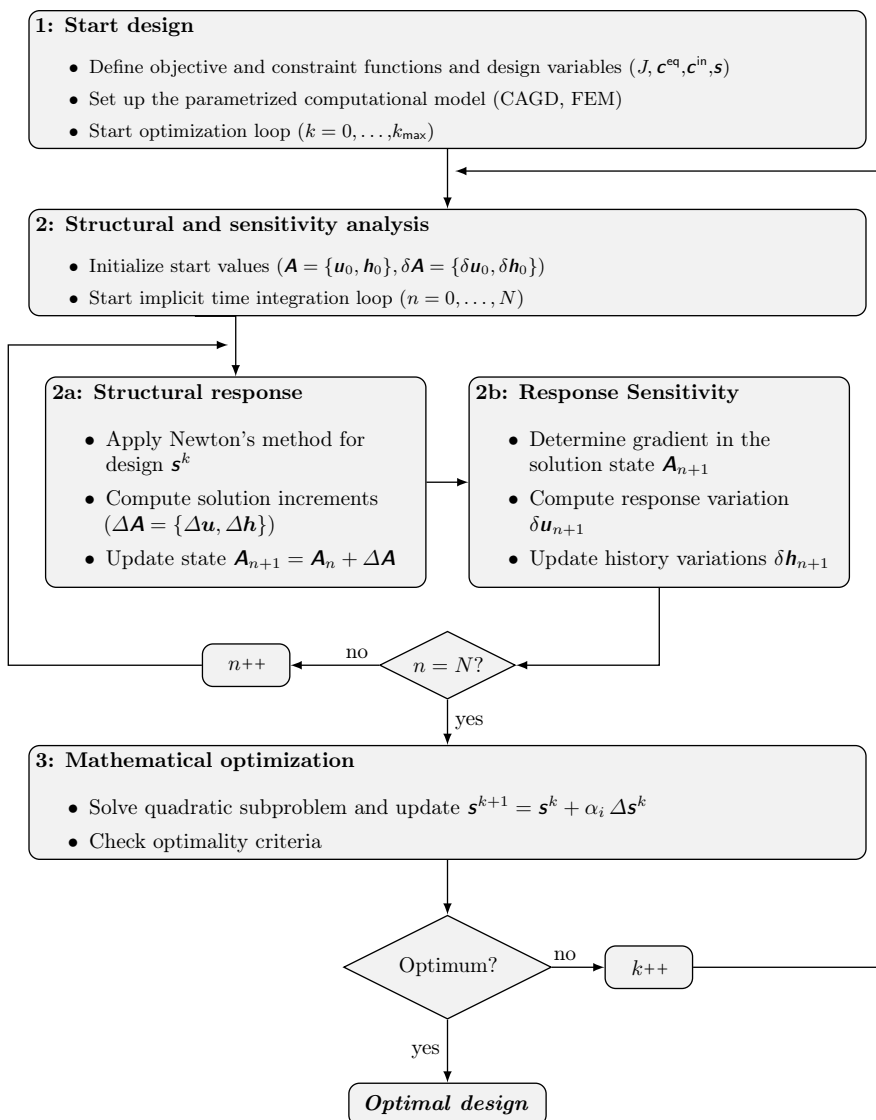 1: Start design
• Define objective and constraint functions and design variables (J, c^eq,c^in,s)
• Set up the parametrized computational model (CAGD, FEM)
• Start optimization loop (k = 0, . . . ,k_max)
2: Structural and sensitivity analysis
• Initialize start values (A = {u_0, h_0}, δA = {δu_0, δh_0})
• Start implicit time integration loop (n = 0, . . . , N)
2a: Structural response
• Apply Newton's method for
design s^k
• Compute solution increments
(ΔA = {Δu, Δh})
• Update state A_{n+1} = A_n + ΔA
2b: Response Sensitivity
• Determine gradient in the
solution state A_{n+1}
• Compute response variation
δu_{n+1}
• Update history variations δh_{n+1}
n++
no
n = N?
yes
3: Mathematical optimization
• Solve quadratic subproblem and update s^{k+1} = s^k + α_i Δs^k
• Check optimality criteria
Optimum?
no
k++
yes
Optimal design